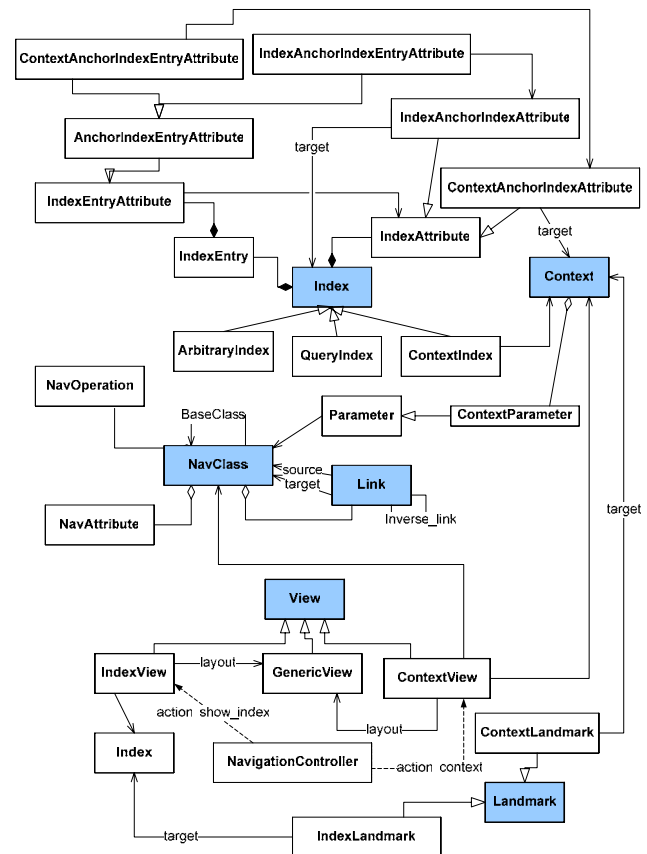 ContextAnchorIndexEntryAttribute
IndexAnchorIndexEntryAttribute
AnchorIndexEntryAttribute
IndexAnchorIndexAttribute
target
IndexEntryAttribute
ContextAnchorIndexAttribute
IndexAttribute
target
IndexEntry
Index
Context
ArbitraryIndex
QueryIndex
ContextIndex
NavOperation
BaseClass
Parameter
ContextParameter
NavClass
source
target
Link
NavAttribute
Inverse_link
target
View
IndexView
layout
GenericView
ContextView
action show_index
layout
ContextLandmark
Index
NavigationController
action context
Landmark
target
IndexLandmark